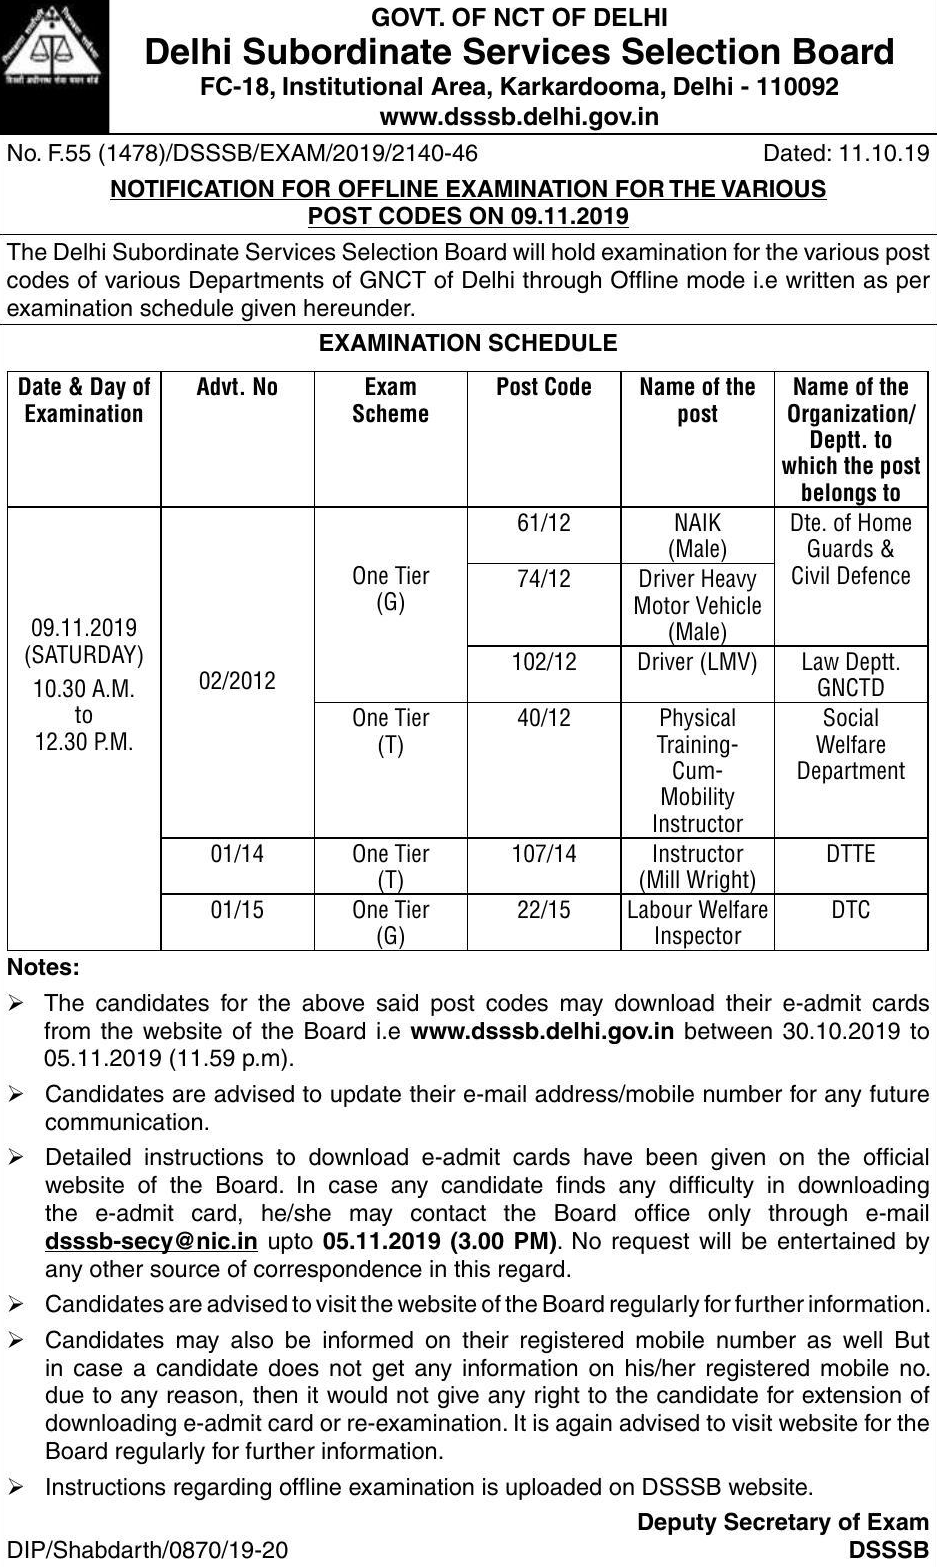 GOVT. OF NCT OF DELHI
Delhi Subordinate Services Selection Board
FC-18, Institutional Area, Karkardooma, Delhi - 110092
www.dsssb.delhi.gov.in
No. F.55 (1478)/DSSSB/EXAM/2019/2140-46 Dated: 11.10.19
NOTIFICATION FOR OFFLINE EXAMINATION FOR THE VARIOUS
POST CODES ON 09.11.2019
The Delhi Subordinate Services Selection Board will hold examination for the various post
codes of various Departments of GNCT of Delhi through Offline mode i.e written as per
examination schedule given hereunder.
EXAMINATION SCHEDULE
Date & Day of
Examination
Advt. No
Exam
Scheme
Post Code
Name of the
post
Name of the
Organization/
Deptt. to
which the post
belongs to
09.11.2019
(SATURDAY)
10.30 A.M.
to
12.30 P.M.
02/2012
One Tier
(G)
61/12
NAIK
(Male)
Dte. of Home
Guards &
Civil Defence
74/12
Driver Heavy
Motor Vehicle
(Male)
102/12
Driver (LMV)
Law Deptt.
GNCTD
One Tier
(T)
40/12
Physical
Training-
Cum-
Mobility
Instructor
Social
Welfare
Department
01/14
One Tier
(T)
107/14
Instructor
(Mill Wright)
DTTE
01/15
One Tier
(G)
22/15
Labour Welfare
Inspector
DTC
Notes:
➢ The candidates for the above said post codes may download their e-admit cards
from the website of the Board i.e www.dsssb.delhi.gov.in between 30.10.2019 to
05.11.2019 (11.59 p.m).
➢ Candidates are advised to update their e-mail address/mobile number for any future
communication.
➢ Detailed instructions to download e-admit cards have been given on the official
website of the Board. In case any candidate finds any difficulty in downloading
the e-admit card, he/she may contact the Board office only through e-mail
dsssb-secy@nic.in upto 05.11.2019 (3.00 PM). No request will be entertained by
any other source of correspondence in this regard.
➢ Candidates are advised to visit the website of the Board regularly for further information.
➢ Candidates may also be informed on their registered mobile number as well But
in case a candidate does not get any information on his/her registered mobile no.
due to any reason, then it would not give any right to the candidate for extension of
downloading e-admit card or re-examination. It is again advised to visit website for the
Board regularly for further information.
➢ Instructions regarding offline examination is uploaded on DSSSB website.
Deputy Secretary of Exam
DIP/Shabdarth/0870/19-20 DSSSB